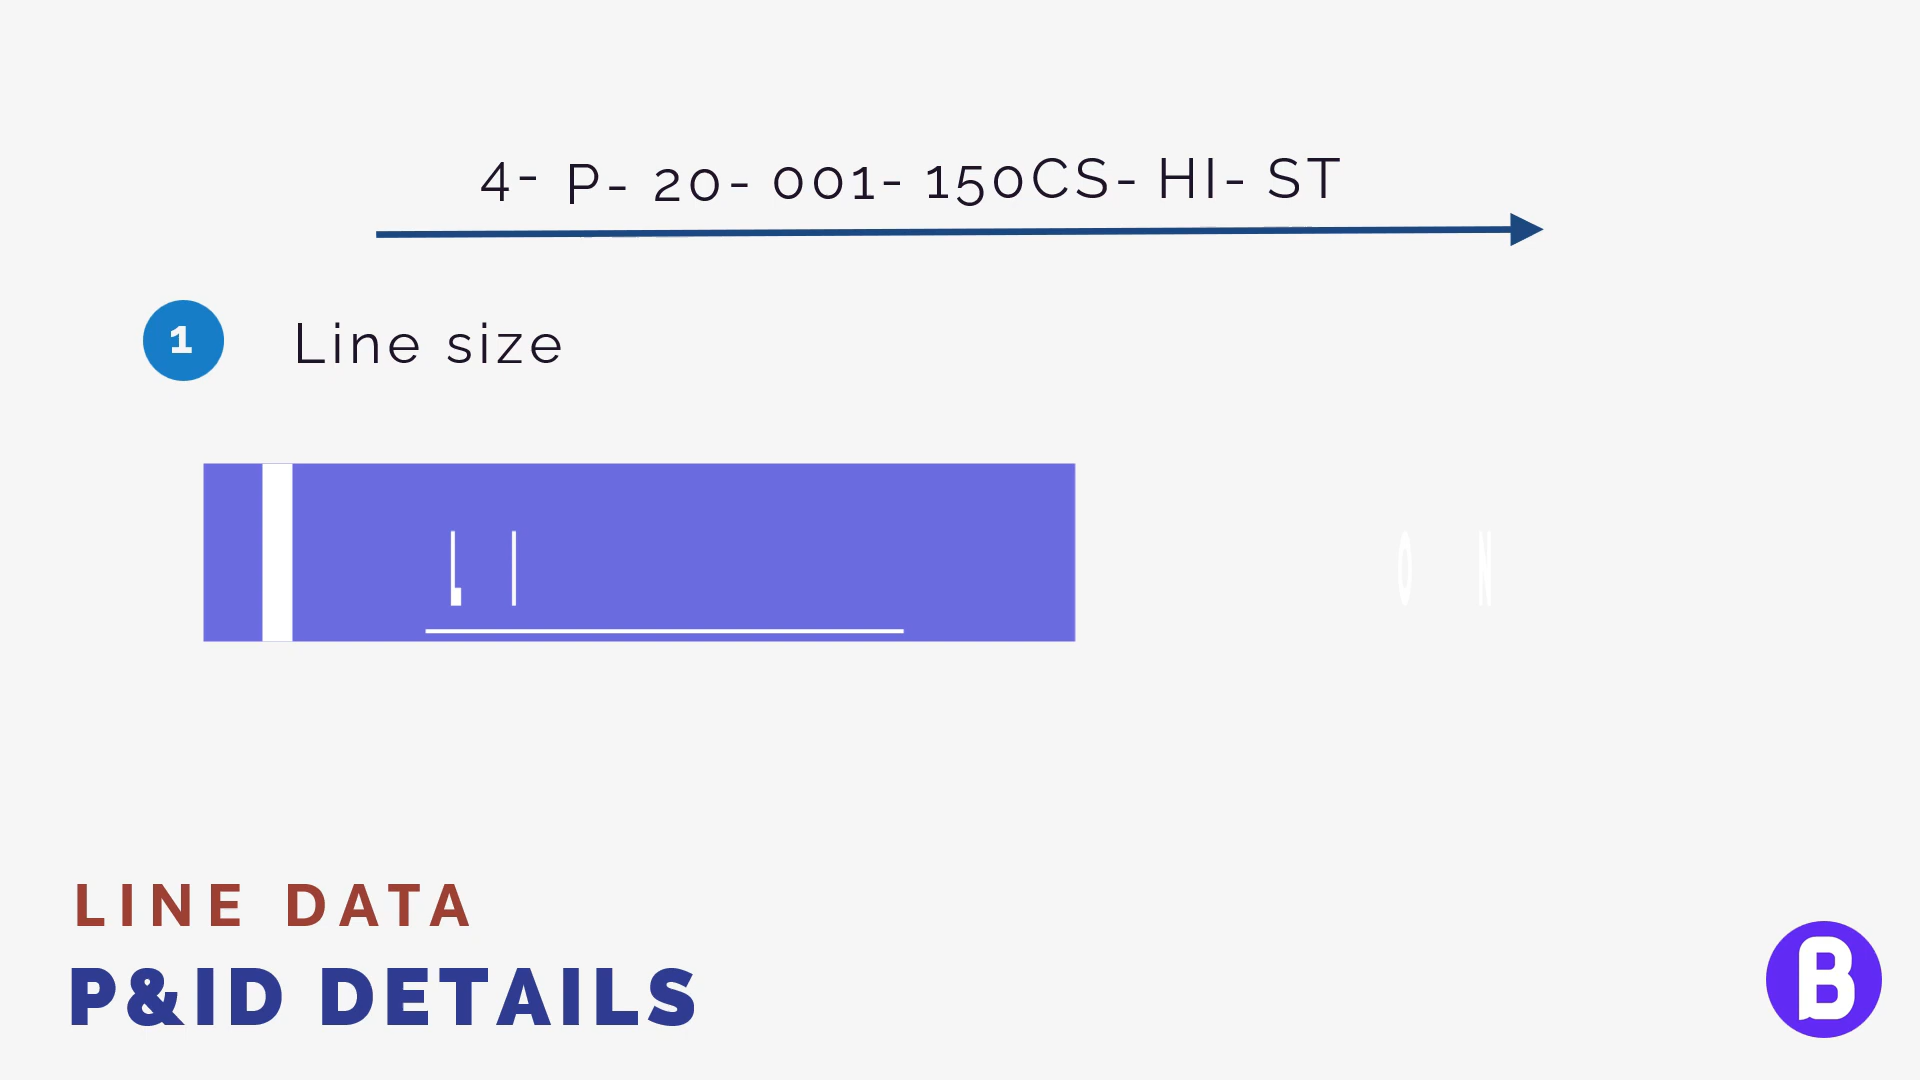 4- P- 20- 001- 150CS- HI- ST
1 Line size
LINE DATA
P&ID DETAILS
B